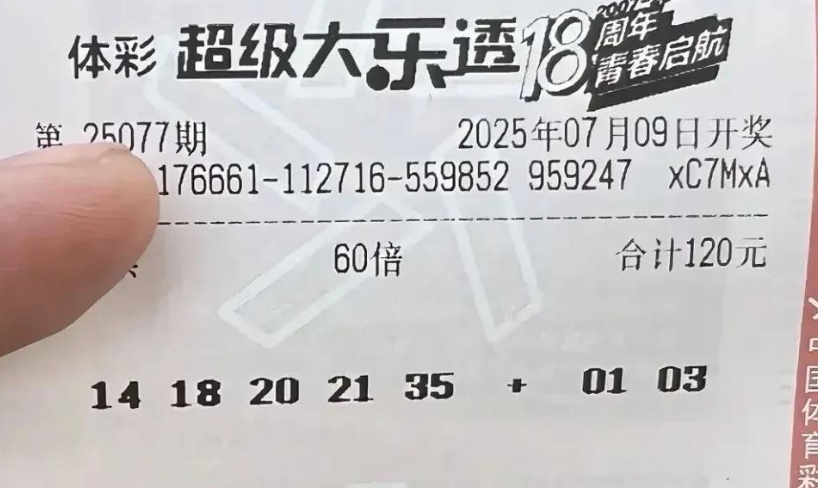 体彩 超级大乐透 18周年 青春启航
第 25077期 2025年07月09日开奖
176661-112716-559852 959247 xC7MxA
60倍 合计120元
14 18 20 21 35 + 01 03
中国体育彩